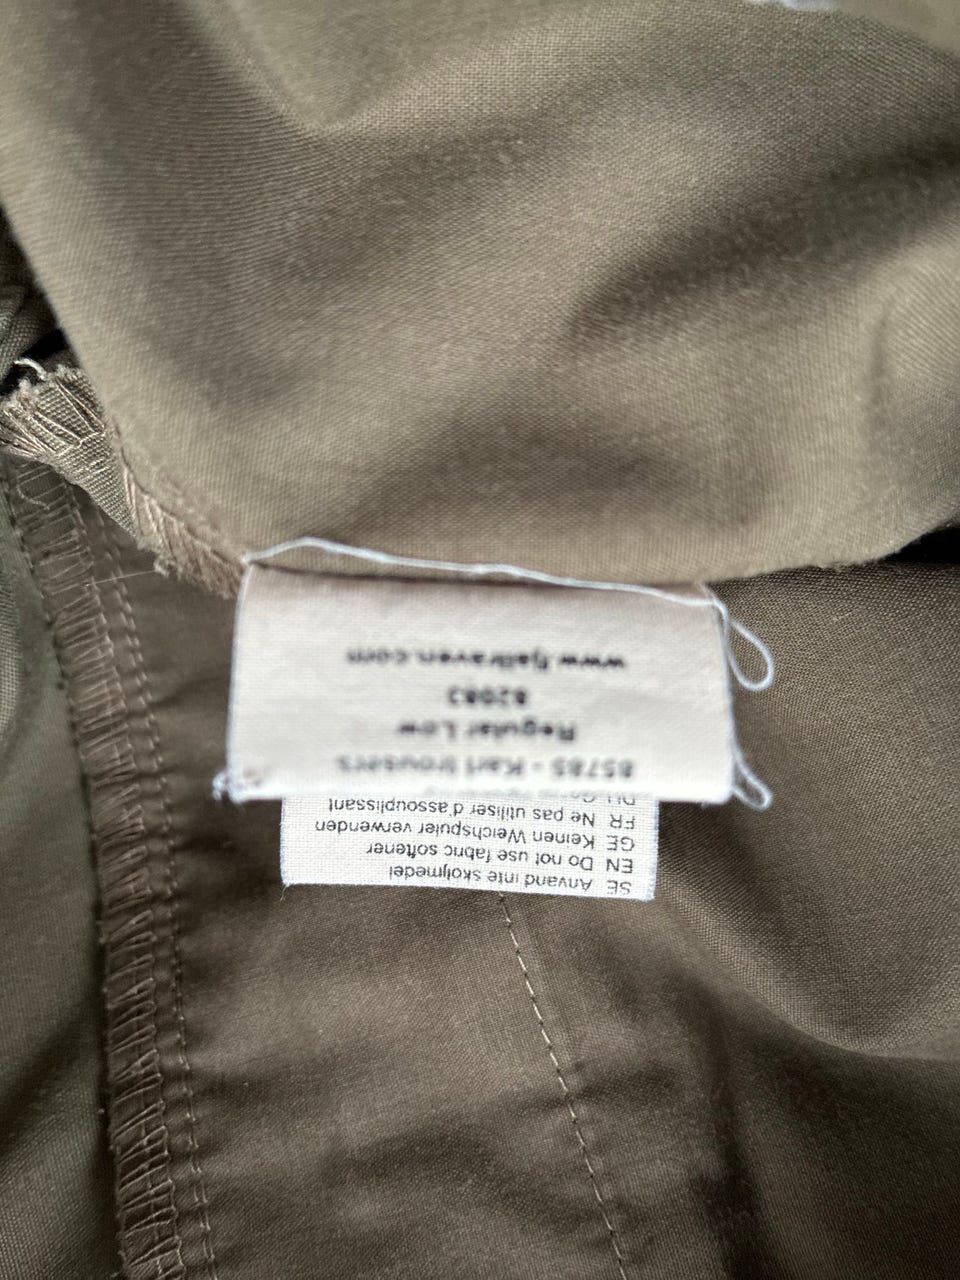 85785 - Karl trousers
Regular Low
82083
www.fjallraven.com
SE Använd inte sköljmedel
EN Do not use fabric softener
GE Keinen Weichspüler verwenden
FR Ne pas utiliser d'assouplissant